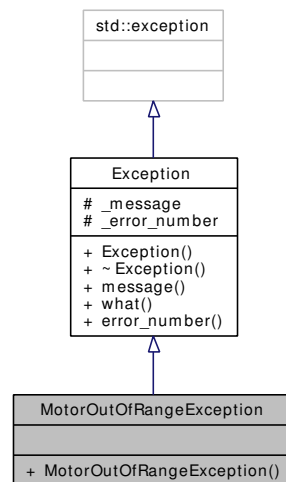 std::exception
Exception
# _message
# _error_number
+ Exception()
+ ~Exception()
+ message()
+ what()
+ error_number()
MotorOutOfRangeException
+ MotorOutOfRangeException()